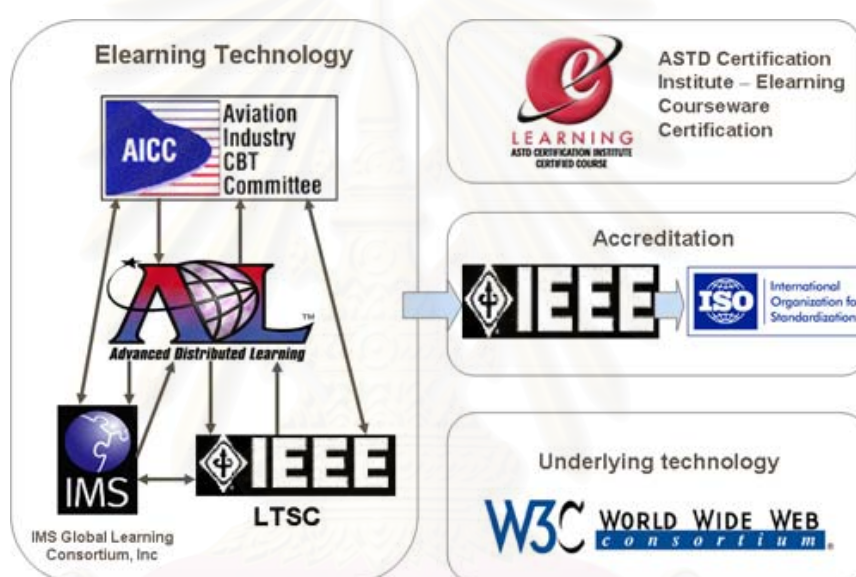 Elearning Technology
AICC
Aviation
Industry
CBT
Committee
ADL
TM
Advanced Distributed Learning
IMS
IMS Global Learning
Consortium, Inc
IEEE
LTSC
e
LEARNING
ASTD CERTIFICATION INSTITUTE
CERTIFIED COURSE
ASTD Certification
Institute – Elearning
Courseware
Certification
Accreditation
IEEE
ISO
International
Organization fo
Standardization
Underlying technology
W3C WORLD WIDE WEB
consortium®